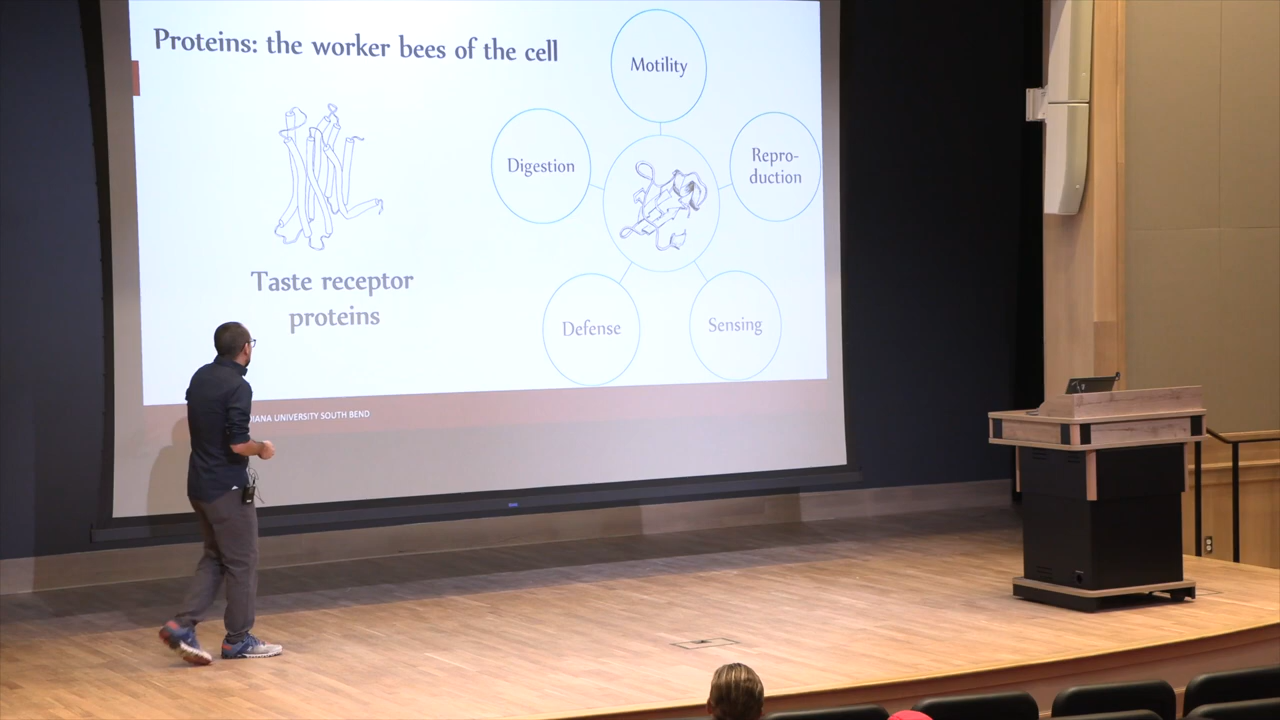 Proteins: the worker bees of the cell
Motility
Digestion
Repro-
duction
Taste receptor
proteins
Defense
Sensing
IANA UNIVERSITY SOUTH BEND